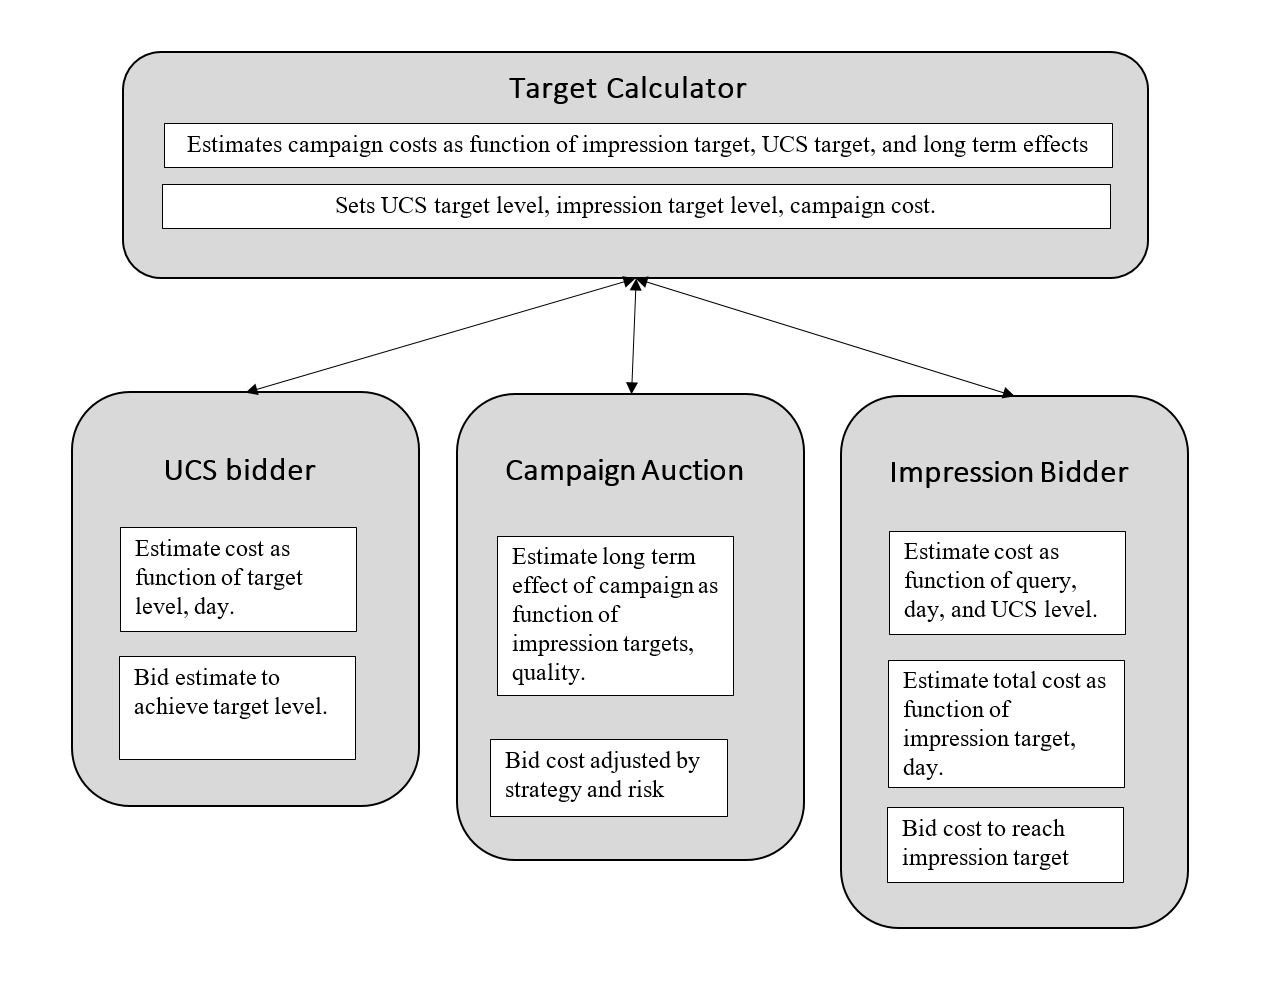 Target Calculator
Estimates campaign costs as function of impression target, UCS target, and long term effects
Sets UCS target level, impression target level, campaign cost.
UCS bidder
Estimate cost as
function of target
level, day.
Bid estimate to
achieve target level.
Campaign Auction
Estimate long term
effect of campaign as
function of
impression targets,
quality.
Bid cost adjusted by
strategy and risk
Impression Bidder
Estimate cost as
function of query,
day, and UCS level.
Estimate total cost as
function of
impression target,
day.
Bid cost to reach
impression target